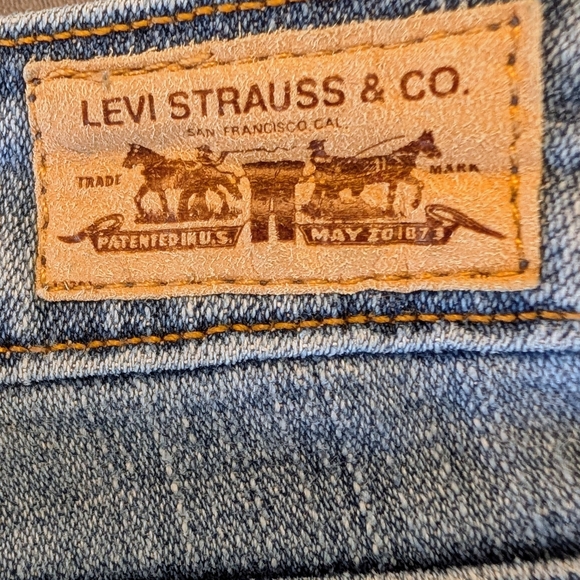 LEVI STRAUSS & CO.
SAN FRANCISCO, CAL.
TRADE MARK
PATENTED IN U.S. MAY 20 1873